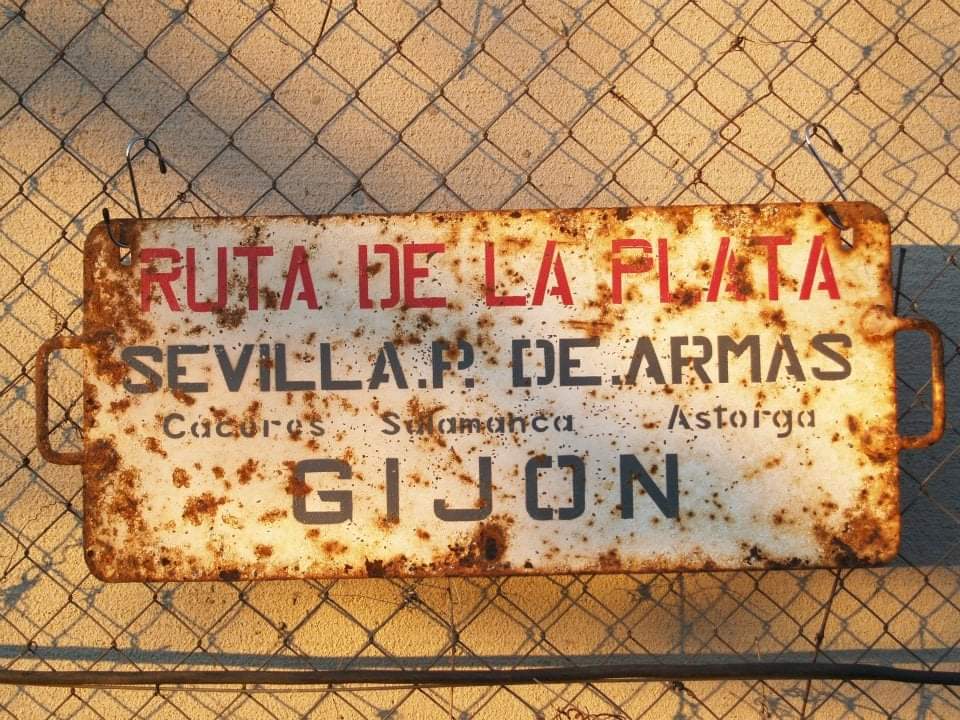 RUTA DE LA PLATA
SEVILLA.P. DE.ARMAS
Caceres Salamanca Astorga
GIJON